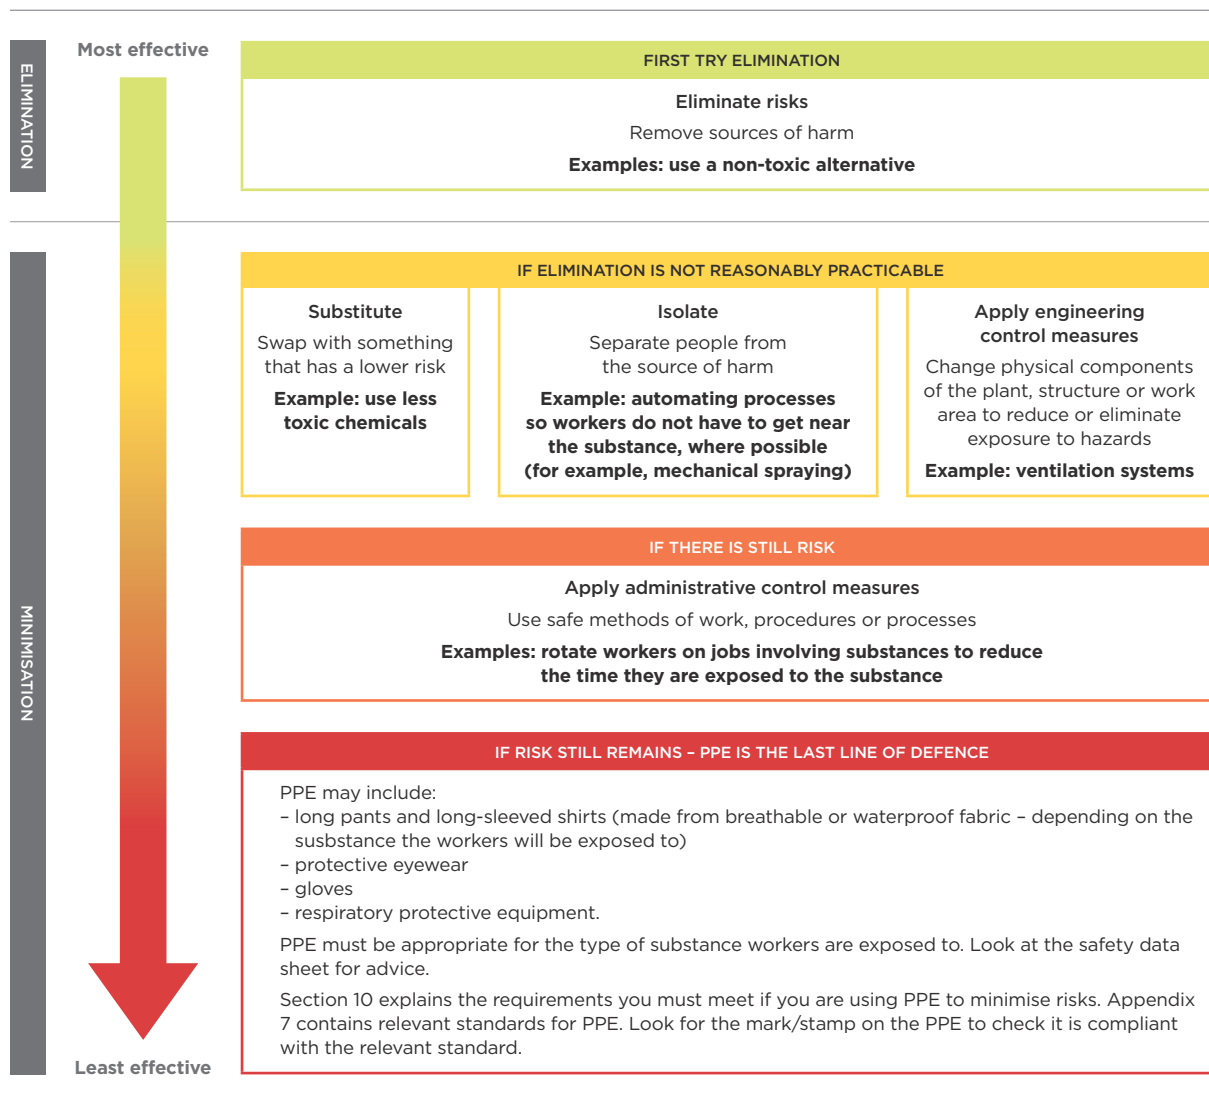 ELIMINATION
Most effective
FIRST TRY ELIMINATION
Eliminate risks
Remove sources of harm
Examples: use a non-toxic alternative
MINIMISATION
IF ELIMINATION IS NOT REASONABLY PRACTICABLE
Substitute
Swap with something
that has a lower risk
Example: use less
toxic chemicals
Isolate
Separate people from
the source of harm
Example: automating processes
so workers do not have to get near
the substance, where possible
(for example, mechanical spraying)
Apply engineering
control measures
Change physical components
of the plant, structure or work
area to reduce or eliminate
exposure to hazards
Example: ventilation systems
IF THERE IS STILL RISK
Apply administrative control measures
Use safe methods of work, procedures or processes
Examples: rotate workers on jobs involving substances to reduce
the time they are exposed to the substance
IF RISK STILL REMAINS – PPE IS THE LAST LINE OF DEFENCE
PPE may include:
– long pants and long-sleeved shirts (made from breathable or waterproof fabric – depending on the
susbstance the workers will be exposed to)
– protective eyewear
– gloves
– respiratory protective equipment.
PPE must be appropriate for the type of substance workers are exposed to. Look at the safety data
sheet for advice.
Section 10 explains the requirements you must meet if you are using PPE to minimise risks. Appendix
7 contains relevant standards for PPE. Look for the mark/stamp on the PPE to check it is compliant
with the relevant standard.
Least effective